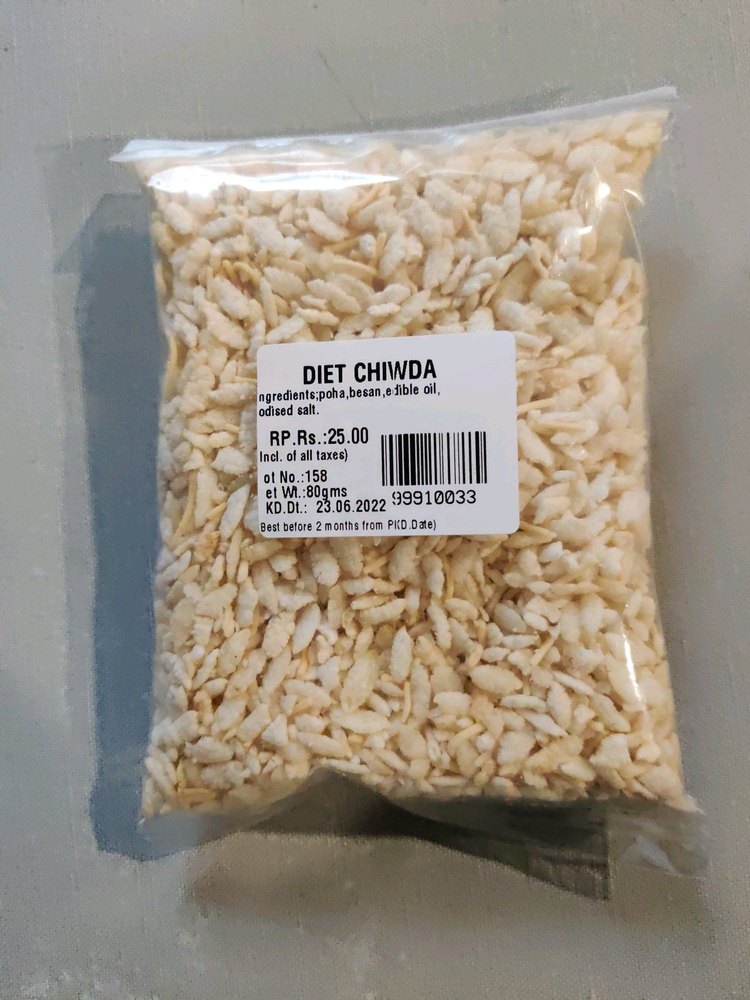 DIET CHIWDA
ngredients;poha,besan,edible oil,
odised salt.
RP.Rs.:25.00
Incl. of all taxes)
ot No.:158
et Wt.:80gms
KD.Dt.: 23.06.2022
99910033
Best before 2 months from PKD.Date)